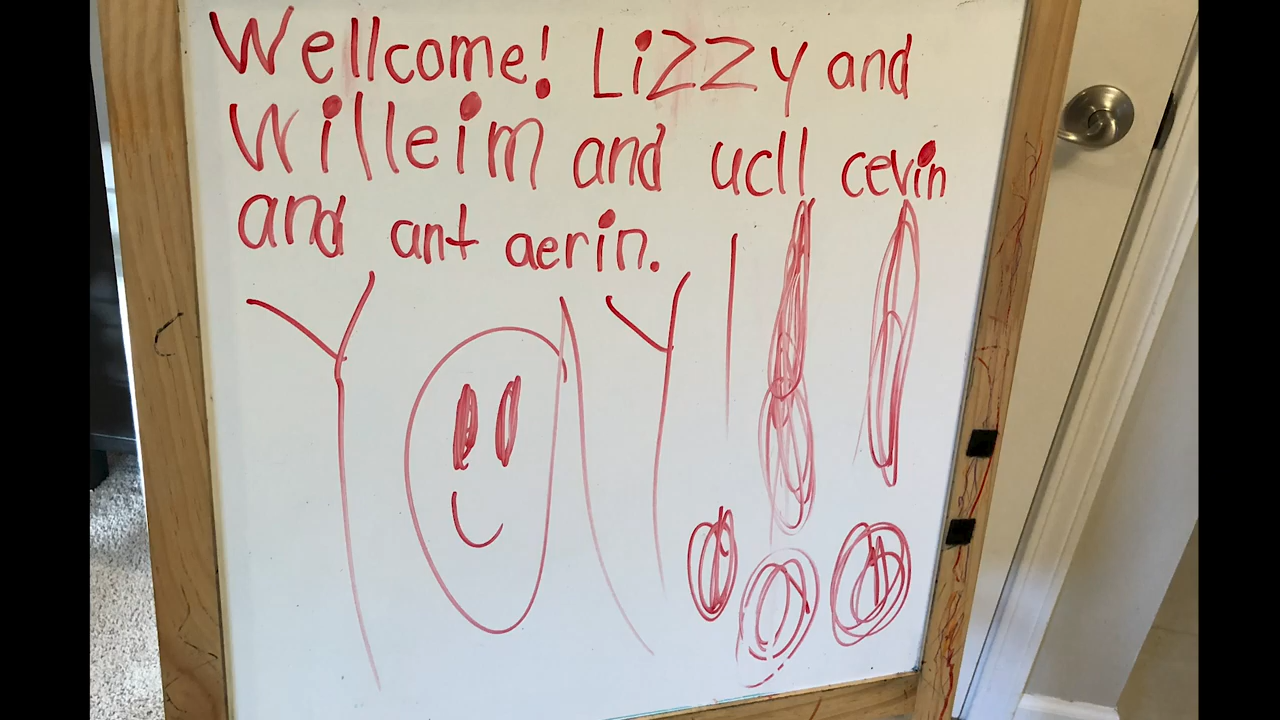 Wellcome! Lizzy and
Willeim and ucll cevin
and ant aerin.
Yay!!!